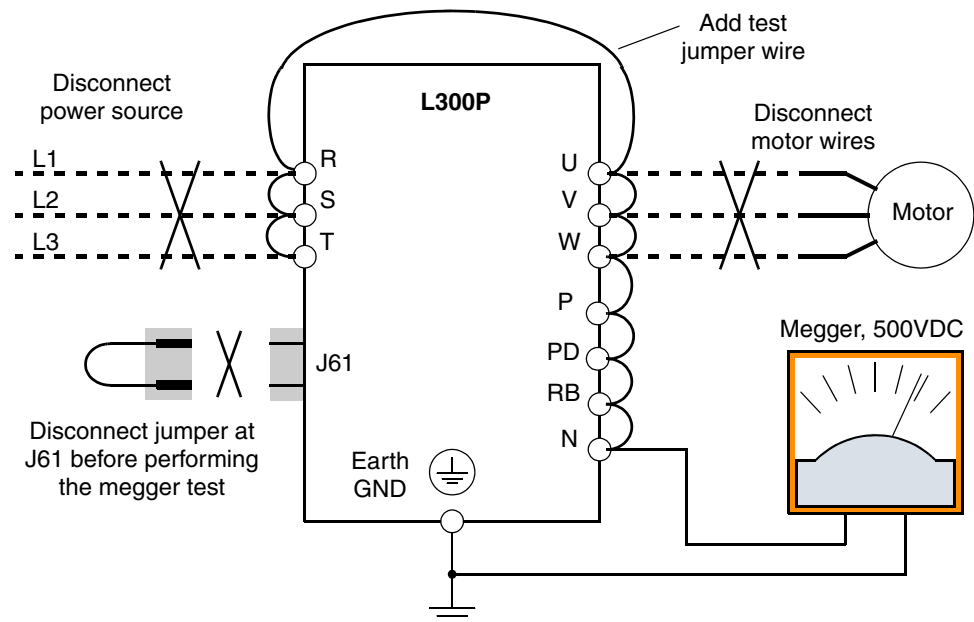 Add test
jumper wire
Disconnect
power source
L300P
Disconnect
motor wires
L1
R
U
L2
S
V
Motor
L3
T
W
P
Megger, 500VDC
J61
PD
RB
Disconnect jumper at
J61 before performing
the megger test
N
Earth
GND